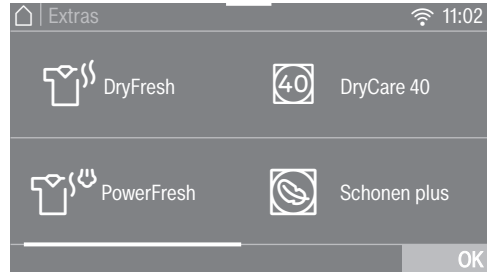 Extras 11:02
DryFresh
40 DryCare 40
PowerFresh
Schonen plus
OK